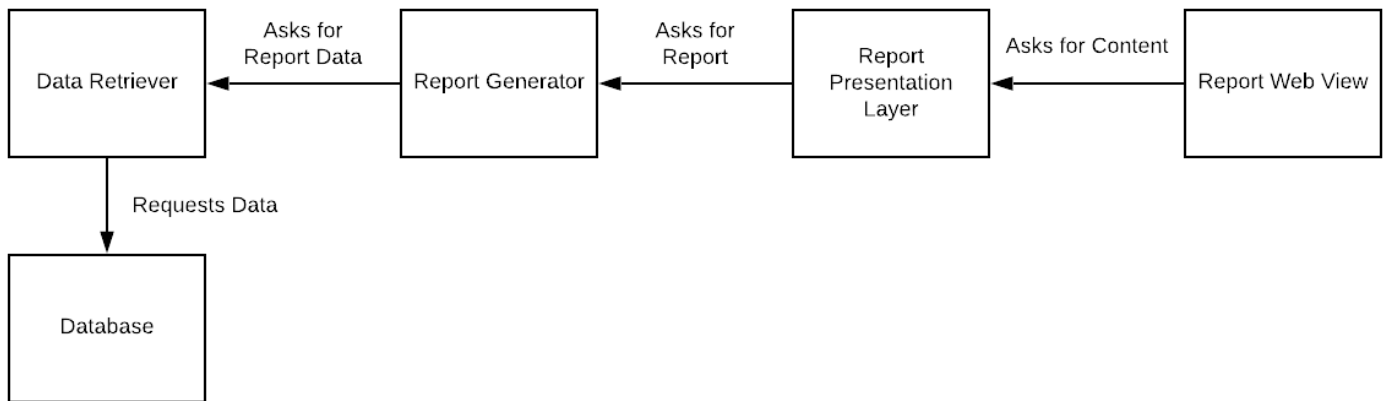 Data Retriever
Asks for
Report Data
Report Generator
Asks for
Report
Report
Presentation
Layer
Asks for Content
Report Web View
Requests Data
Database